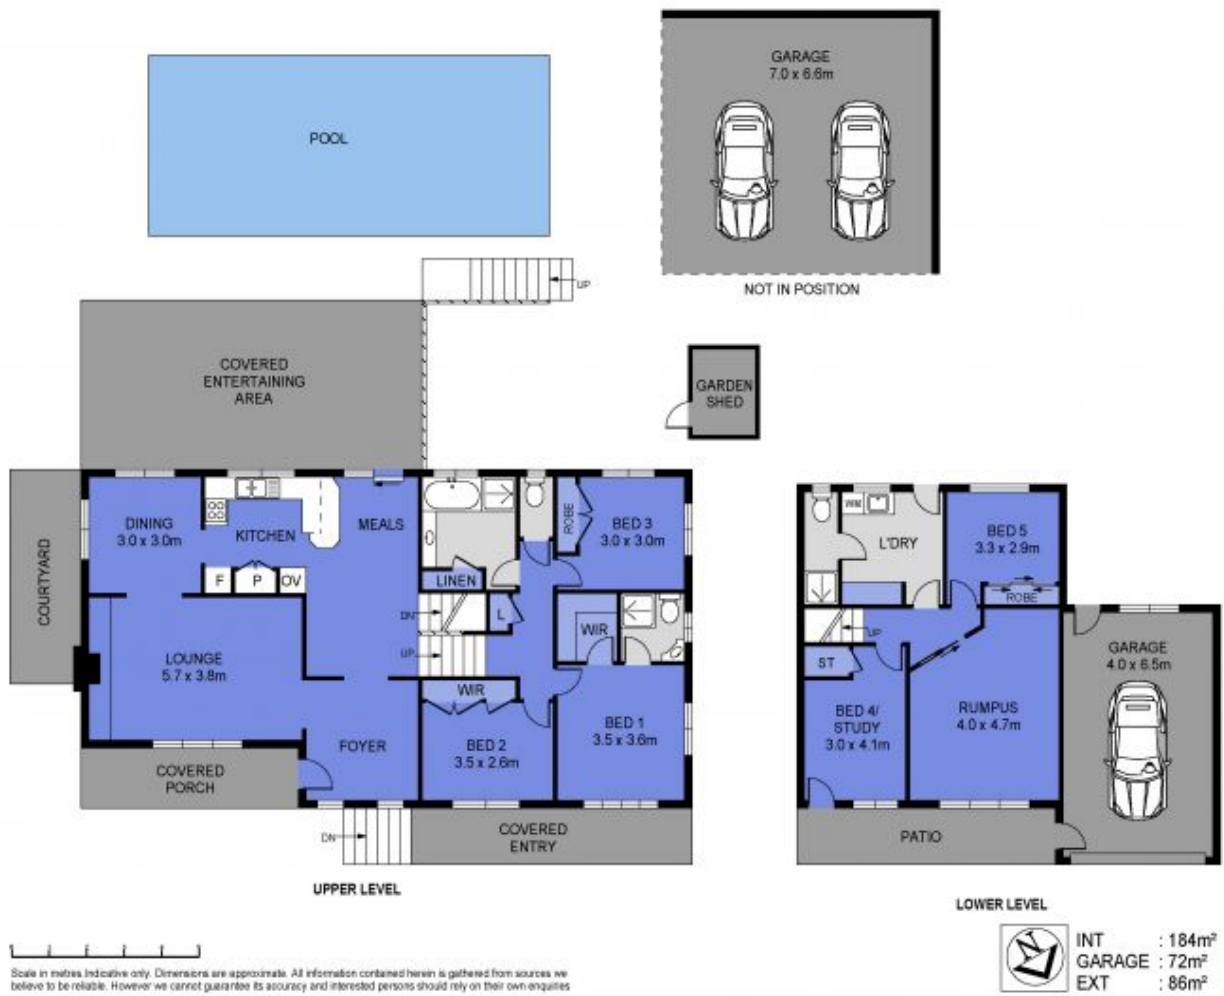 GARAGE
7.0 x 6.6m
POOL
UP
NOT IN POSITION
COVERED
ENTERTAINING
AREA
GARDEN
SHED
COURTYARD
DINING
3.0 x 3.0m
KITCHEN
MEALS
F
P
OV
LINEN
ROBE
BED 3
3.0 x 3.0m
DN
L
UP
WIR
LOUNGE
5.7 x 3.8m
WIR
FOYER
BED 2
3.5 x 2.6m
BED 1
3.5 x 3.6m
COVERED
PORCH
DN
COVERED
ENTRY
UPPER LEVEL
WM
L'DRY
BED 5
3.3 x 2.9m
ROBE
UP
ST
GARAGE
4.0 x 6.5m
BED 4/
STUDY
3.0 x 4.1m
RUMPUS
4.0 x 4.7m
PATIO
LOWER LEVEL
N
INT : 184m²
GARAGE : 72m²
EXT : 86m²
Scale in metres Indicative only. Dimensions are approximate. All information contained herein is gathered from sources we
believe to be reliable. However we cannot guarantee its accuracy and interested persons should rely on their own enquiries